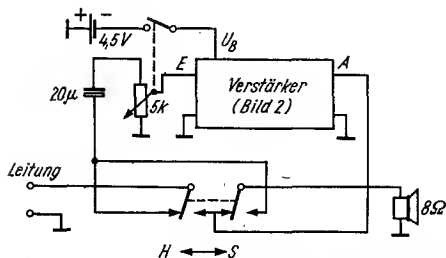 + -
4,5V
U_B
E
A
Verstärker
(Bild 2)
20µ
5k
Leitung
8Ω
H S